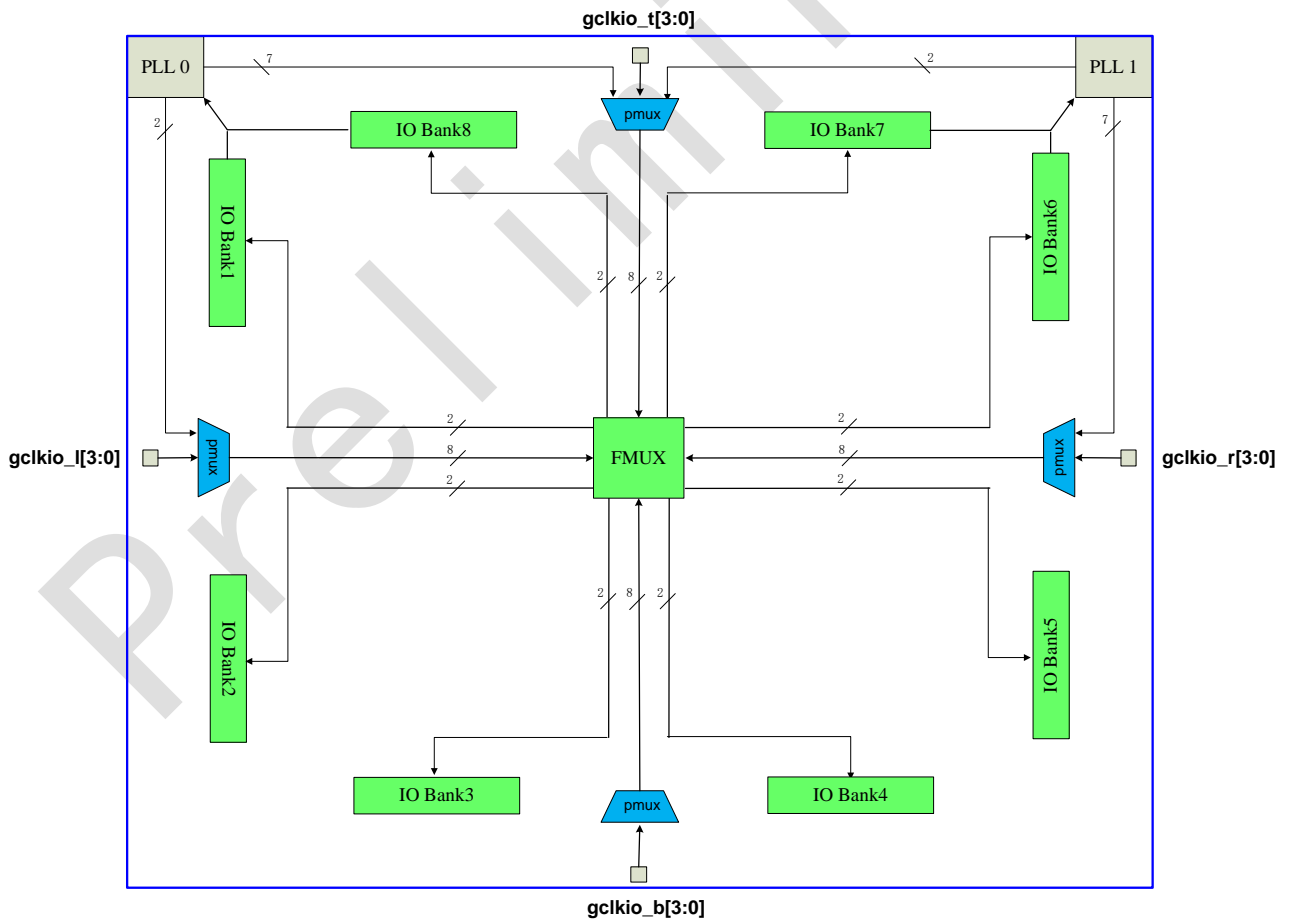 gclkio_t[3:0]
PLL 0
7
2
PLL 1
pmux
2
IO Bank8
IO Bank7
7
IO Bank1
IO Bank6
2
8
2
2
2
gclkio_l[3:0]
pmux
8
FMUX
8
pmux
gclkio_r[3:0]
2
2
IO Bank2
2
8
2
IO Bank5
IO Bank3
pmux
IO Bank4
gclkio_b[3:0]
Prelimi